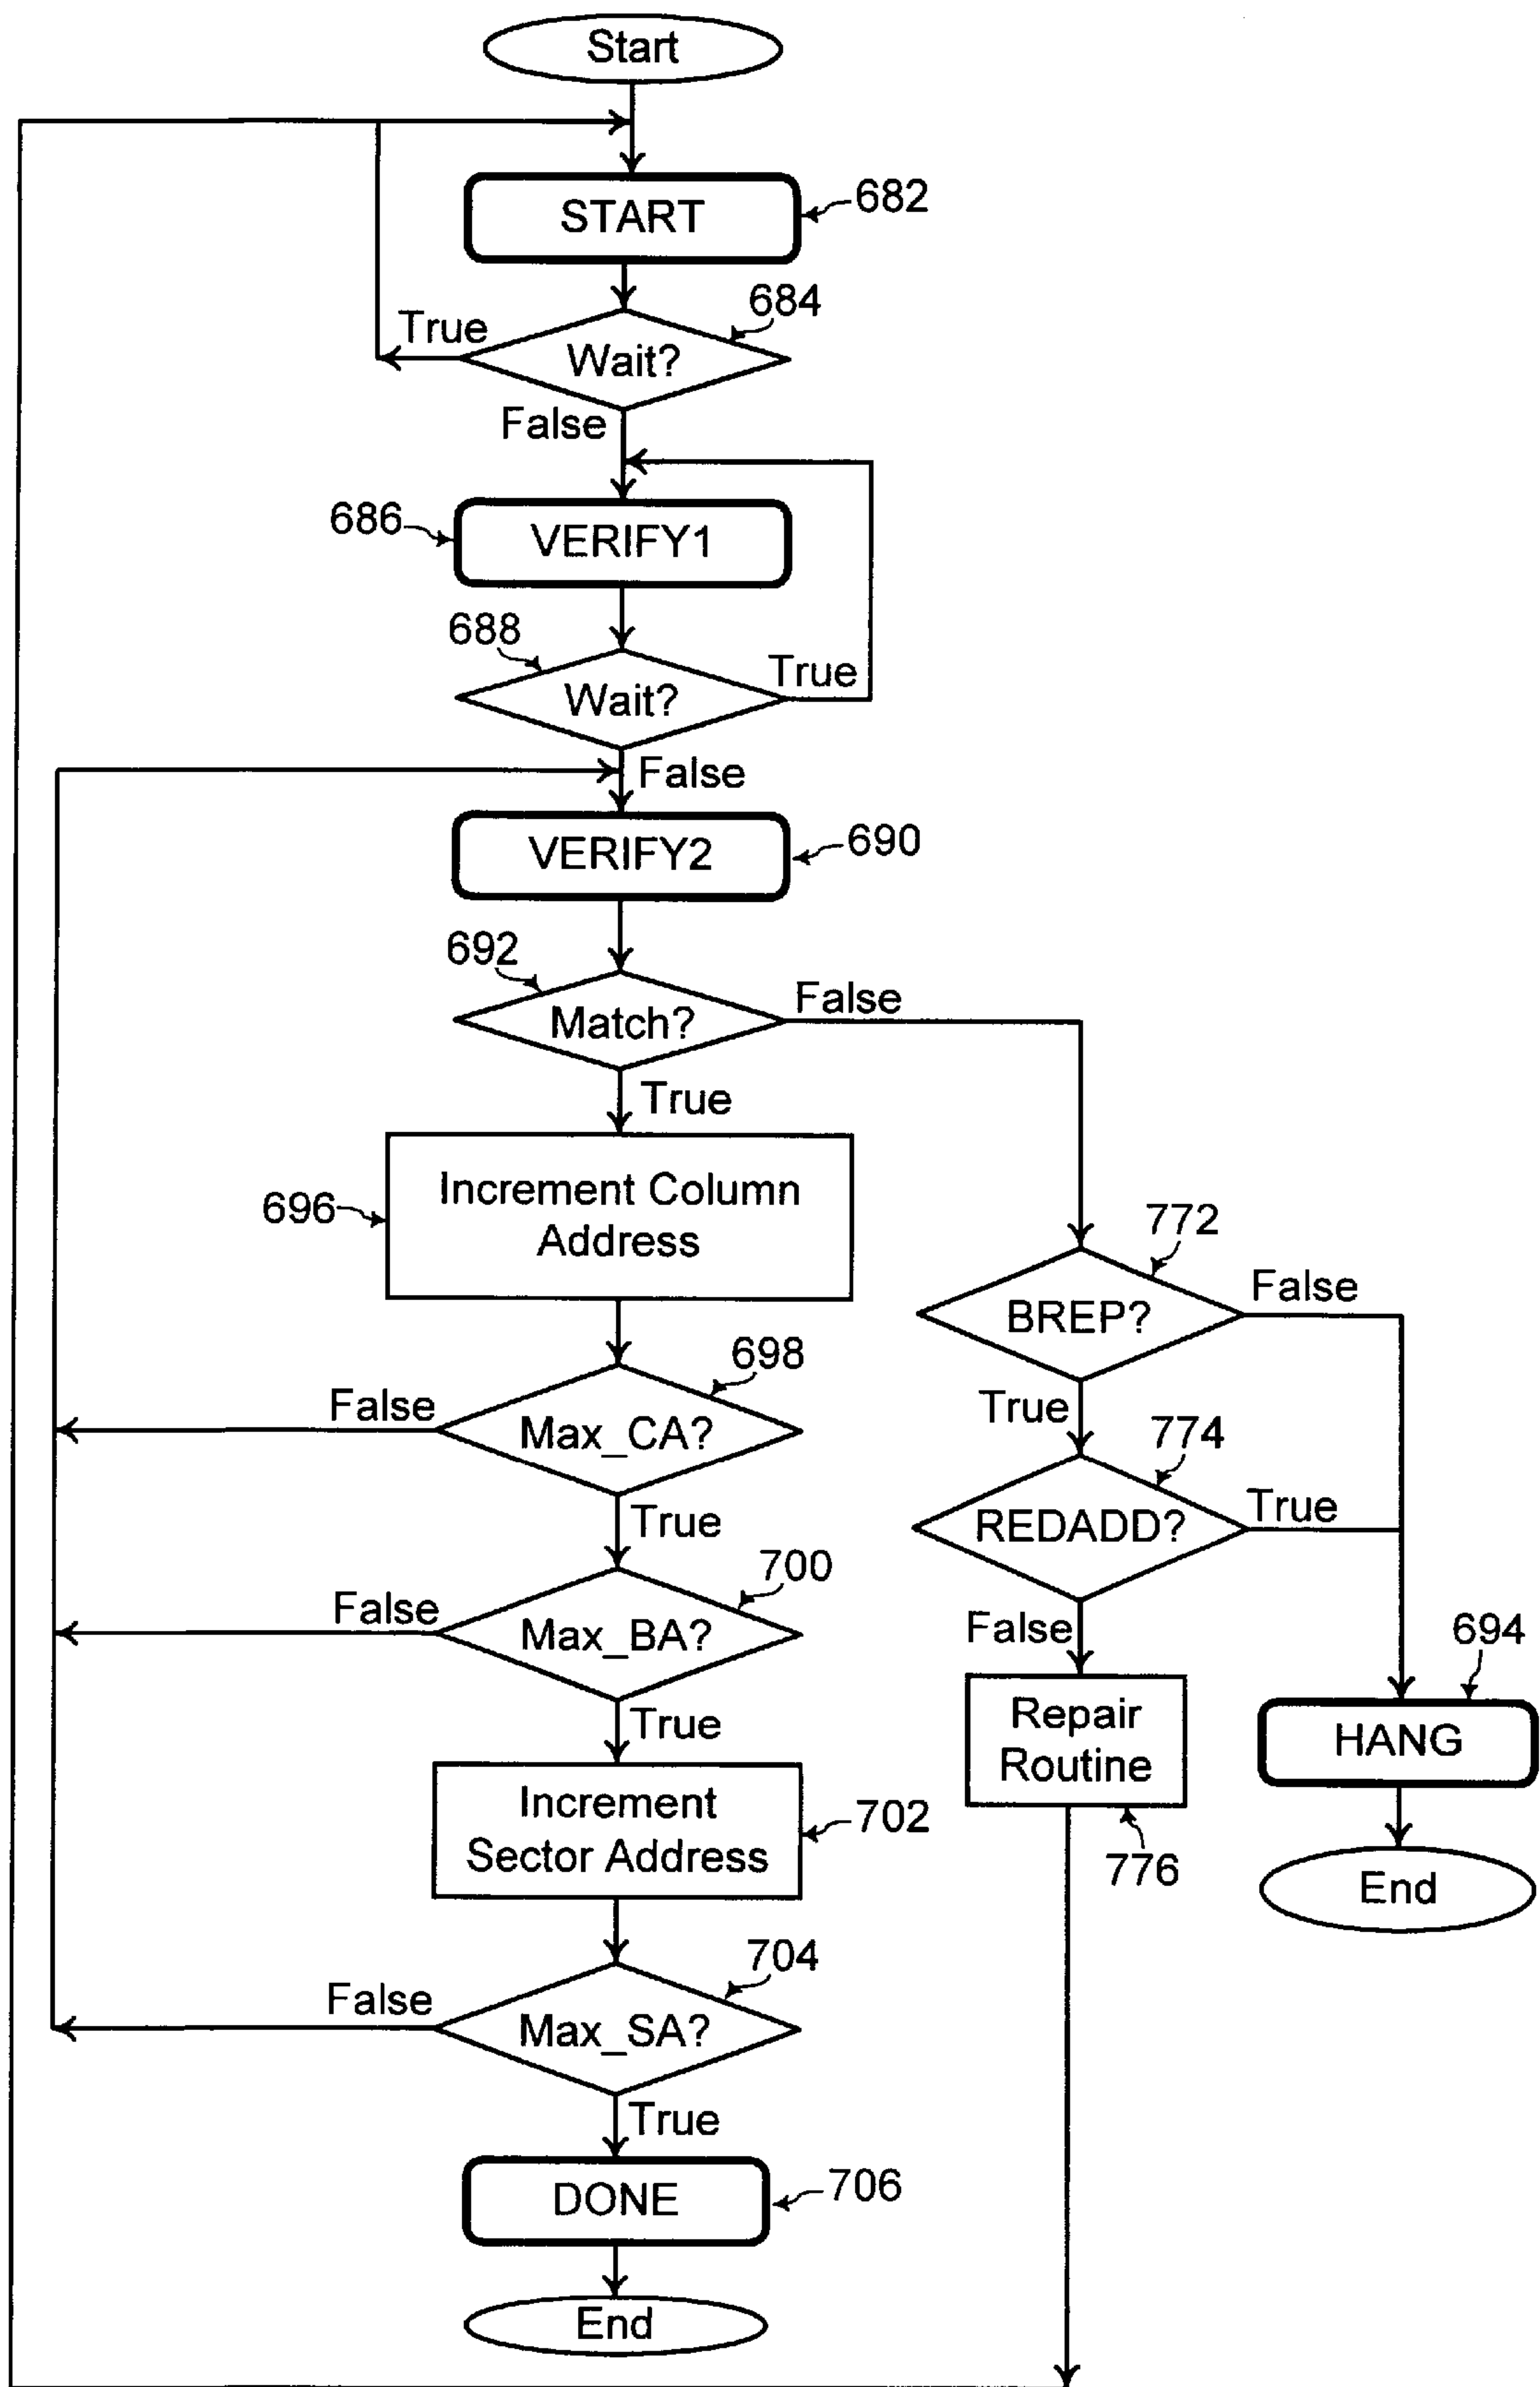 Start
START
682
684
True
Wait?
False
686
VERIFY1
688
True
Wait?
False
VERIFY2
690
692
False
Match?
True
Increment Column
Address
696
772
False
BREP?
698
False
Max_CA?
True
774
True
REDADD?
True
700
False
Max_BA?
False
694
True
Repair
Routine
HANG
Increment
Sector Address
702
776
End
704
False
Max_SA?
True
DONE
706
End